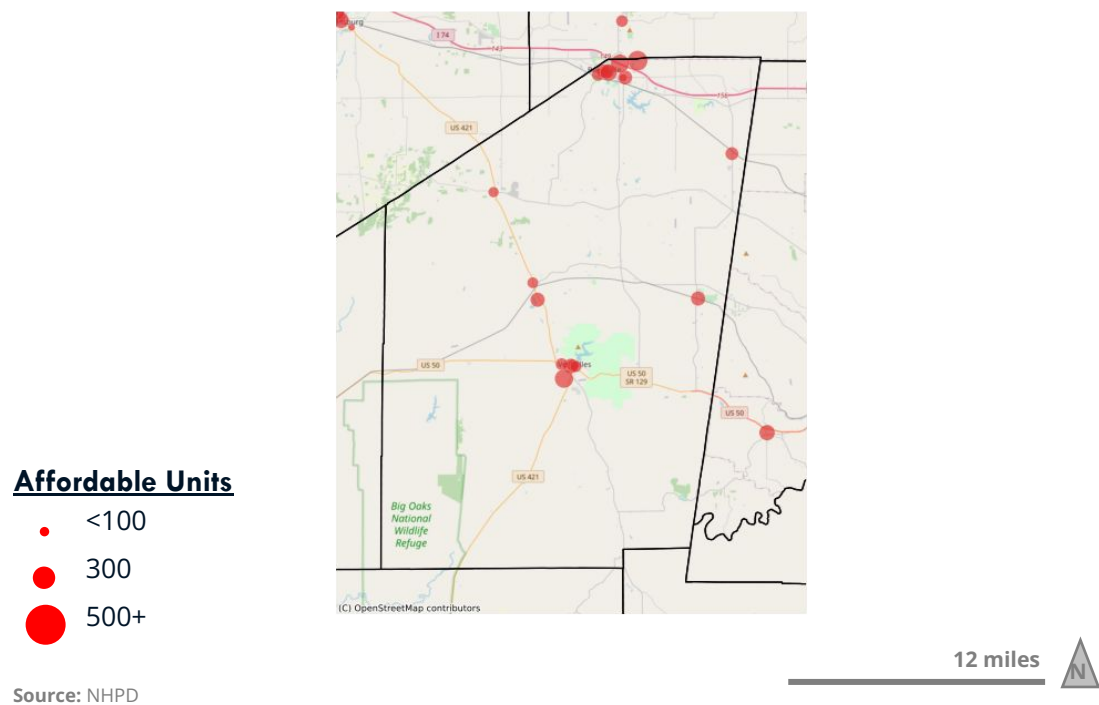 I 74
US 421
US 50
US 50
SR 129
US 50
US 421
Big Oaks
National
Wildlife
Refuge
(C) OpenStreetMap contributors
Affordable Units
<100
300
500+
12 miles
N
Source: NHPD